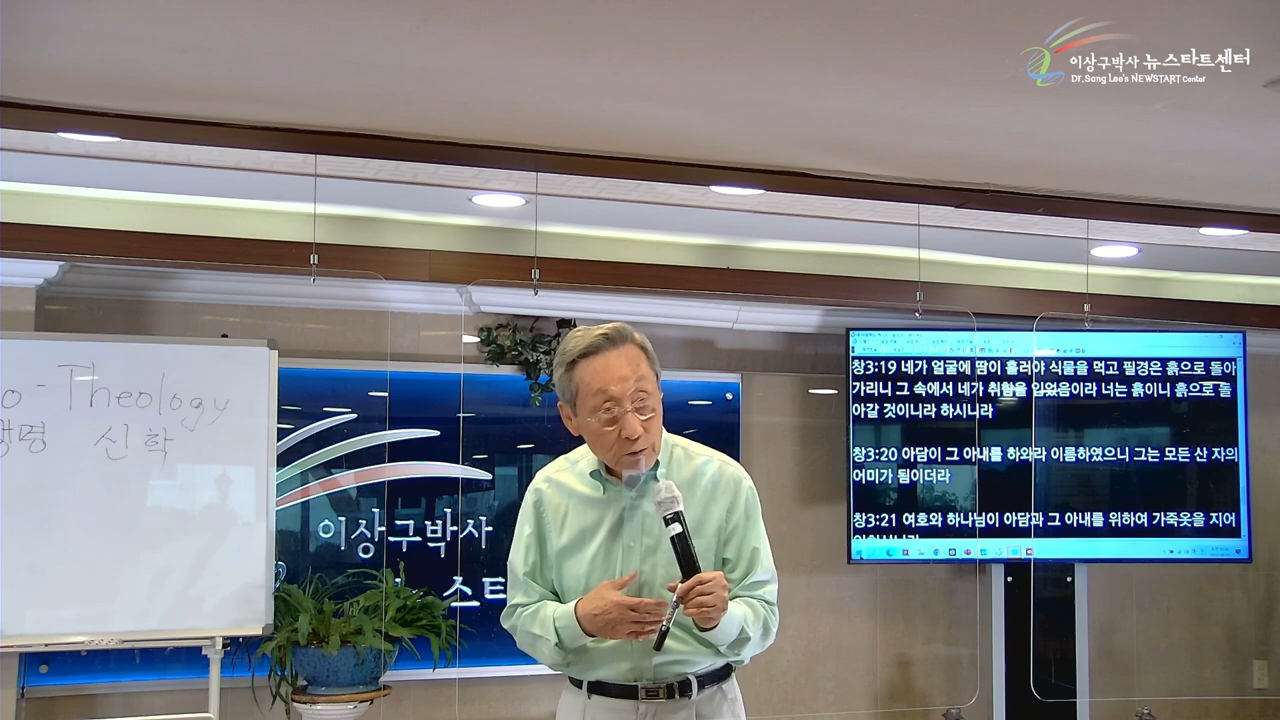 이상구박사 뉴스타트센터
Dr. Sang Lee's NEWSTART Center
o - Theology
신학
이상구박사
뉴스타
창3:19 네가 얼굴에 땀이 흘러야 식물을 먹고 필경은 흙으로 돌아
가리니 그 속에서 네가 취함을 입었음이라 너는 흙이니 흙으로 돌
아갈 것이니라 하시니라
창3:20 아담이 그 아내를 하와라 이름하였으니 그는 모든 산 자의
어미가 됨이더라
창3:21 여호와 하나님이 아담과 그 아내를 위하여 가죽옷을 지어